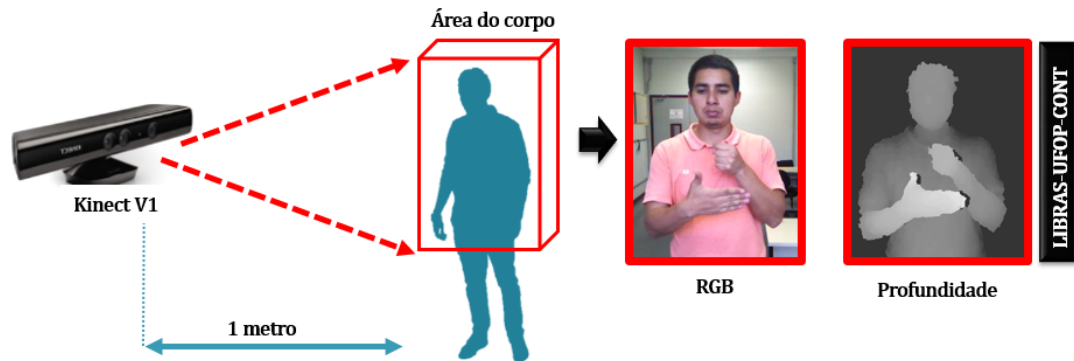 Área do corpo
Kinect V1
1 metro
RGB
Profundidade
LIBRAS-UFOP-CONT